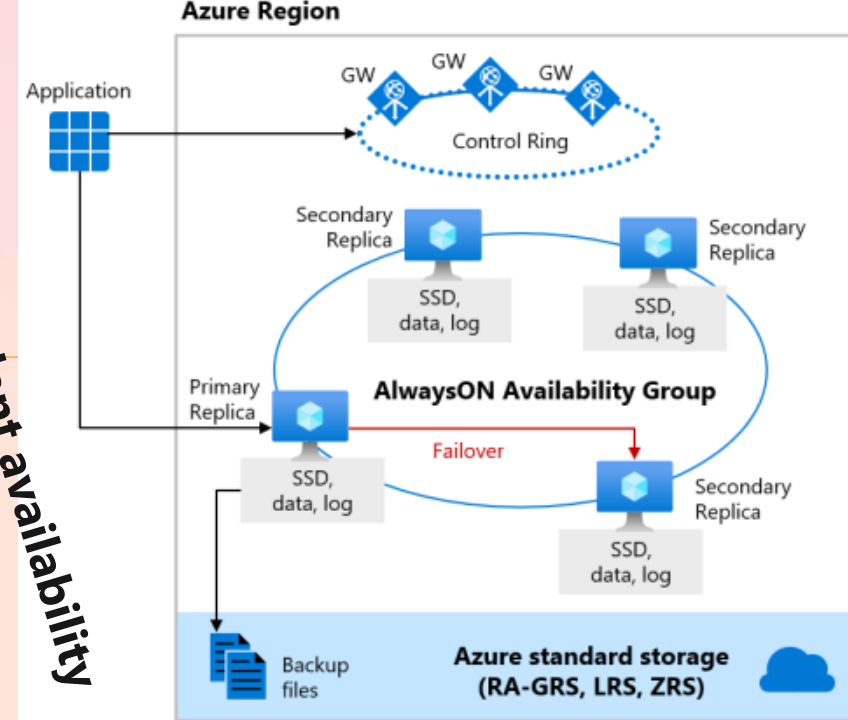 Azure Region
Application
GW
GW
GW
Control Ring
Secondary
Replica
Secondary
Replica
SSD,
data, log
SSD,
data, log
Primary
Replica
AlwaysON Availability Group
Failover
SSD,
data, log
Secondary
Replica
SSD,
data, log
Backup
files
Azure standard storage
(RA-GRS, LRS, ZRS)
availability